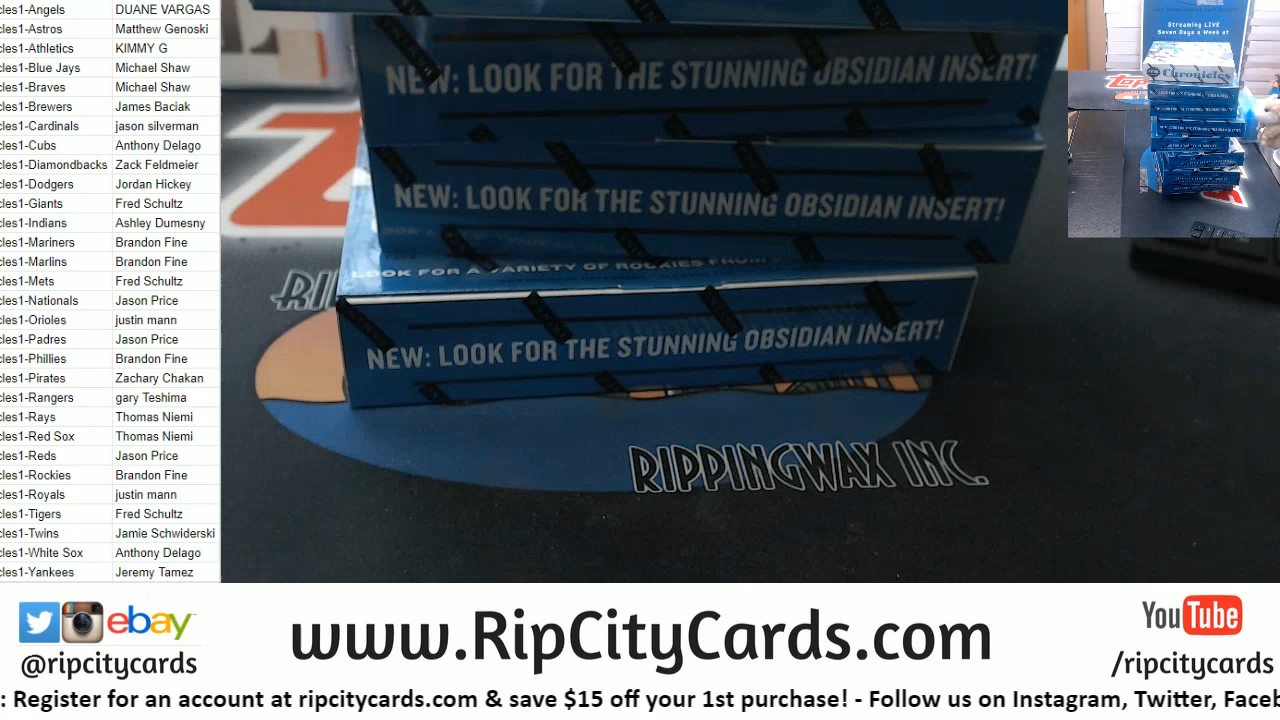 cles1-Angels DUANE VARGAS
cles1-Astros Matthew Genoski
cles1-Athletics KIMMY G
cles1-Blue Jays Michael Shaw
cles1-Braves Michael Shaw
cles1-Brewers James Baciak
cles1-Cardinals jason silverman
cles1-Cubs Anthony Delago
cles1-Diamondbacks Zack Feldmeier
cles1-Dodgers Jordan Hickey
cles1-Giants Fred Schultz
cles1-Indians Ashley Dumesny
cles1-Mariners Brandon Fine
cles1-Marlins Brandon Fine
cles1-Mets Fred Schultz
cles1-Nationals Jason Price
cles1-Orioles justin mann
cles1-Padres Jason Price
cles1-Phillies Brandon Fine
cles1-Pirates Zachary Chakan
cles1-Rangers gary Teshima
cles1-Rays Thomas Niemi
cles1-Red Sox Thomas Niemi
cles1-Reds Jason Price
cles1-Rockies Brandon Fine
cles1-Royals justin mann
cles1-Tigers Fred Schultz
cles1-Twins Jamie Schwiderski
cles1-White Sox Anthony Delago
cles1-Yankees Jeremy Tamez
NEW: LOOK FOR THE STUNNING OBSIDIAN INSERT!
NEW: LOOK FOR THE STUNNING OBSIDIAN INSERT!
LOOK FOR A VARIETY OF ROOKIES FROM
NEW: LOOK FOR THE STUNNING OBSIDIAN INSERT!
RI
RIPPINGWAX INC.
Streaming LIVE
Seven Days a Week at
Chronicles
ebay
@ripcitycards
www.RipCityCards.com
YouTube
/ripcitycards
: Register for an account at ripcitycards.com & save $15 off your 1st purchase! - Follow us on Instagram, Twitter, Faceb